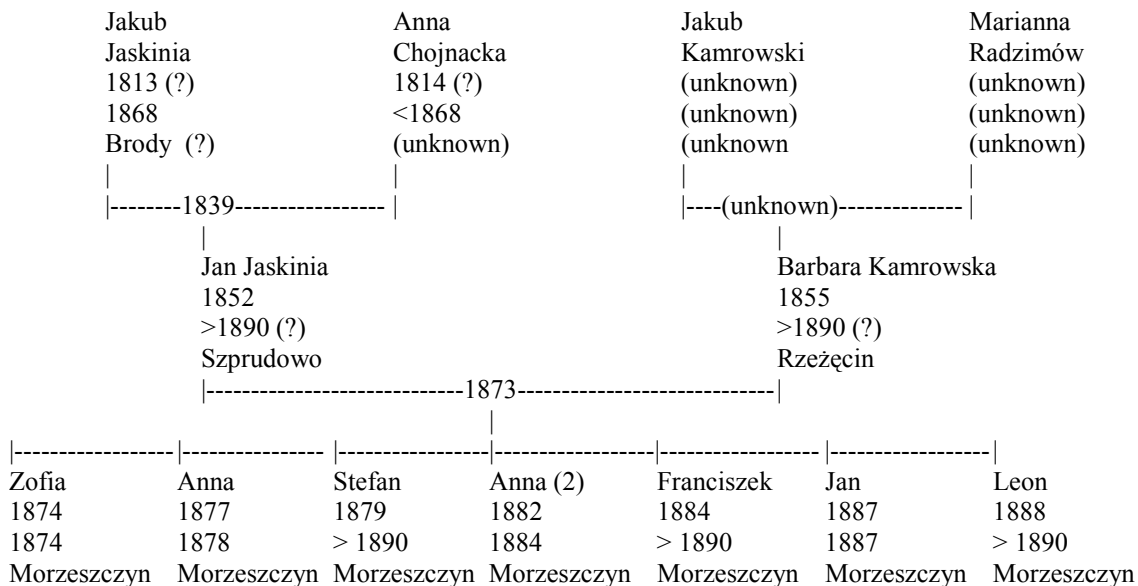 Jakub Anna Jakub Marianna
Jaskinia Chojnacka Kamrowski Radzimów
1813 (?) 1814 (?) (unknown) (unknown)
1868 <1868 (unknown) (unknown)
Brody (?) (unknown) (unknown (unknown)
| | | |
|--------1839----------------- | |----(unknown)-------------- |
| |
Jan Jaskinia Barbara Kamrowska
1852 1855
>1890 (?) >1890 (?)
Szprudowo Rzeżęcin
|---------------------------1873---------------------------|
|
|-----------------|---------------- |----------------|-----------------|----------------- |-----------------|
Zofia Anna Stefan Anna (2) Franciszek Jan Leon
1874 1877 1879 1882 1884 1887 1888
1874 1878 > 1890 1884 > 1890 1887 > 1890
Morzeszczyn Morzeszczyn Morzeszczyn Morzeszczyn Morzeszczyn Morzeszczyn Morzeszczyn